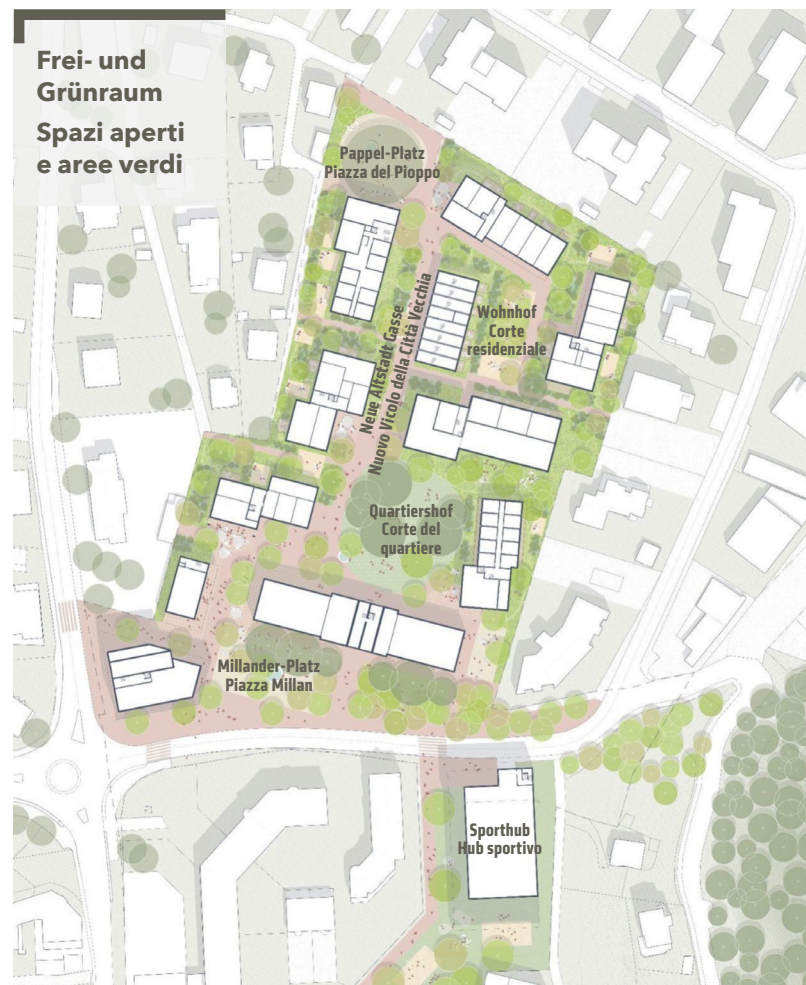 Frei- und
Grünraum
Spazi aperti
e aree verdi
Pappel-Platz
Piazza del Pioppo
Neue Altstadt Gasse
Nuovo Vicolo della Città Vecchia
Wohnhof
Corte
residenziale
Quartiershof
Corte del
quartiere
Millander-Platz
Piazza Millan
Sporthub
Hub sportivo